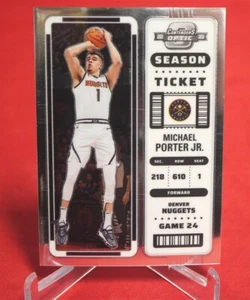 CONTENDERS
OPTIC
SEASON
TICKET
NUGGETS
1
MICHAEL
PORTER JR.
SEC. ROW SEAT
218 610 1
FORWARD
DENVER
NUGGETS
GAME 24